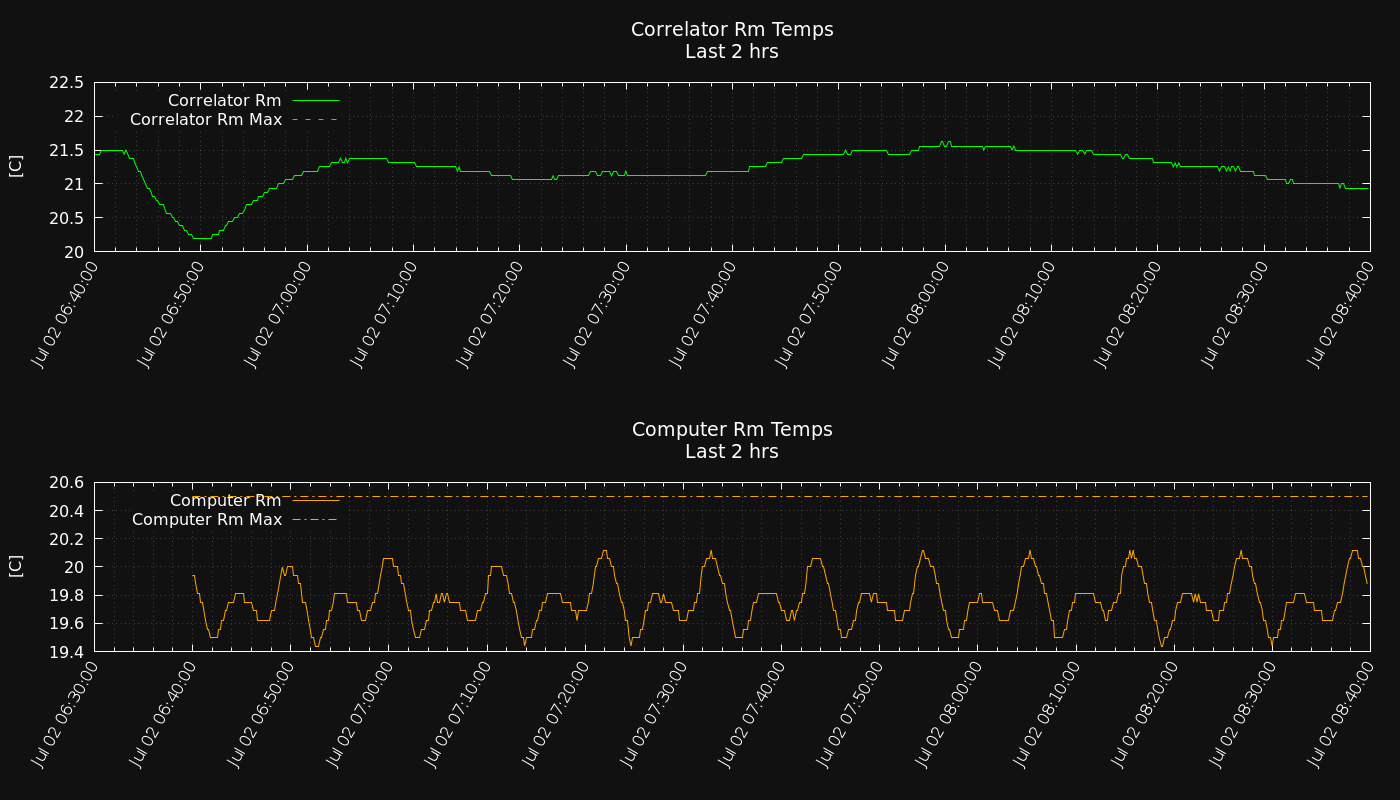 Correlator Rm Temps
Last 2 hrs
22.5
22
21.5
21
20.5
20
[C]
Correlator Rm
Correlator Rm Max
Jul 02 06:40:00
Jul 02 06:50:00
Jul 02 07:00:00
Jul 02 07:10:00
Jul 02 07:20:00
Jul 02 07:30:00
Jul 02 07:40:00
Jul 02 07:50:00
Jul 02 08:00:00
Jul 02 08:10:00
Jul 02 08:20:00
Jul 02 08:30:00
Jul 02 08:40:00
Computer Rm Temps
Last 2 hrs
20.6
20.4
20.2
20
19.8
19.6
19.4
[C]
Computer Rm
Computer Rm Max
Jul 02 06:30:00
Jul 02 06:40:00
Jul 02 06:50:00
Jul 02 07:00:00
Jul 02 07:10:00
Jul 02 07:20:00
Jul 02 07:30:00
Jul 02 07:40:00
Jul 02 07:50:00
Jul 02 08:00:00
Jul 02 08:10:00
Jul 02 08:20:00
Jul 02 08:30:00
Jul 02 08:40:00